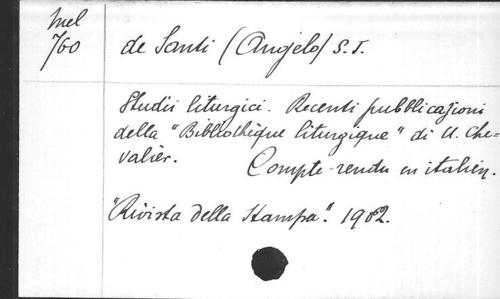 Mel
760
de Santi (Angelo) S.J.
Studii liturgici. Recenti pubblicazioni
della "Bibliothèque liturgique" di U. Che=
valier.
Compte-rendu en italien.
"Rivista della Stampa". 1902.